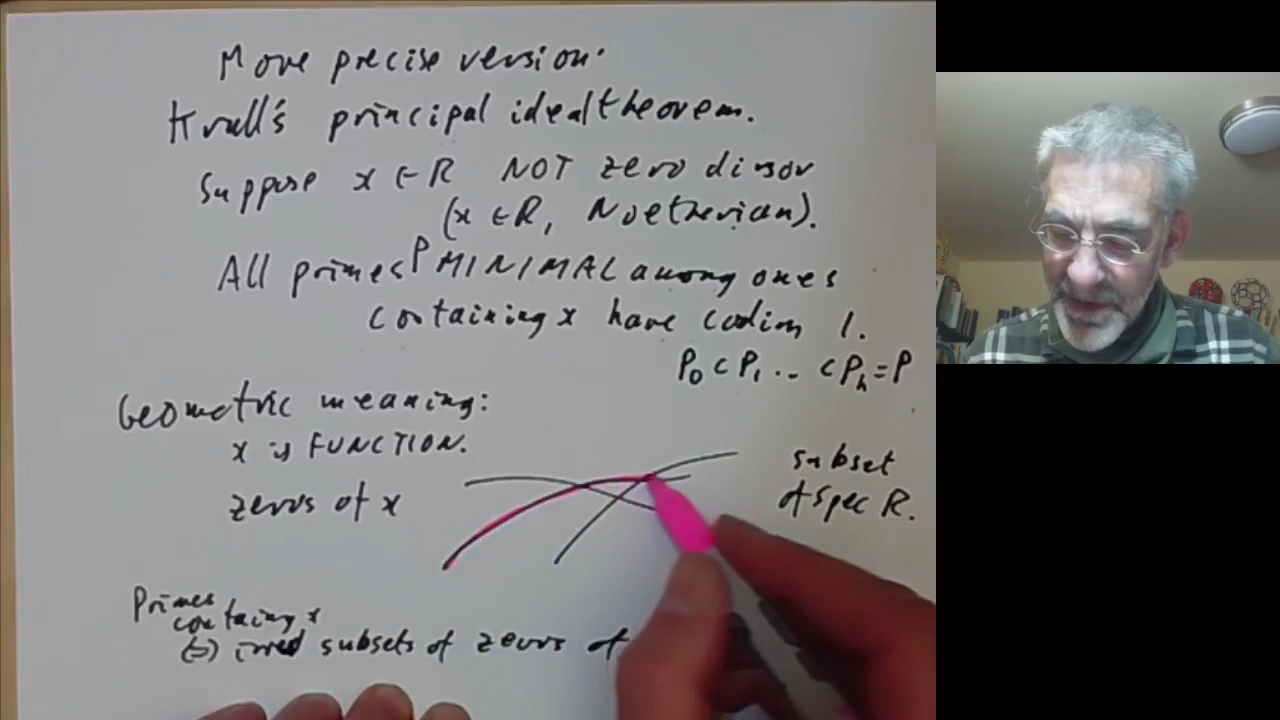 More precise version:
Krull's principal ideal theorem.
Suppose x ∈ R NOT zero divisor
(x ∈ R, Noetherian).
All primes P MINIMAL among ones
containing x have codim 1.
P₀ ⊂ P₁ .. ⊂ Pₕ = P
Geometric meaning:
x is FUNCTION.
zeros of x
subset
of spec R.
Primes
containing x
(=) irred subsets of zeros of